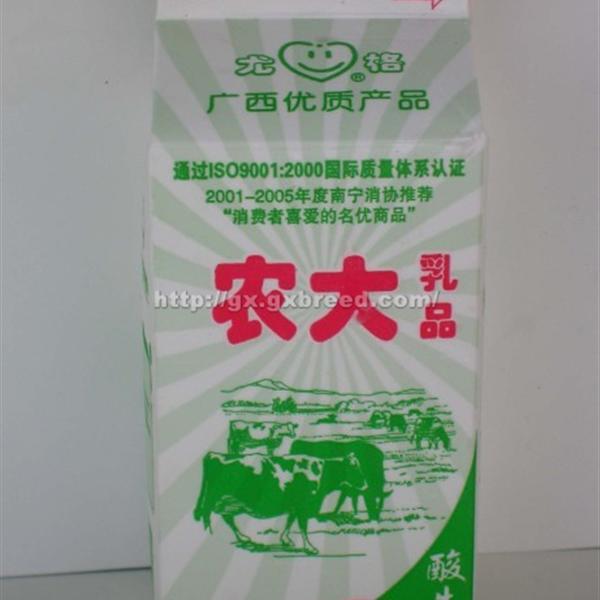 尤格®
广西优质产品
通过ISO9001:2000国际质量体系认证
2001-2005年度南宁消协推荐
“消费者喜爱的名优商品”
农大乳品
http://gx.gxbreed.com/
酸